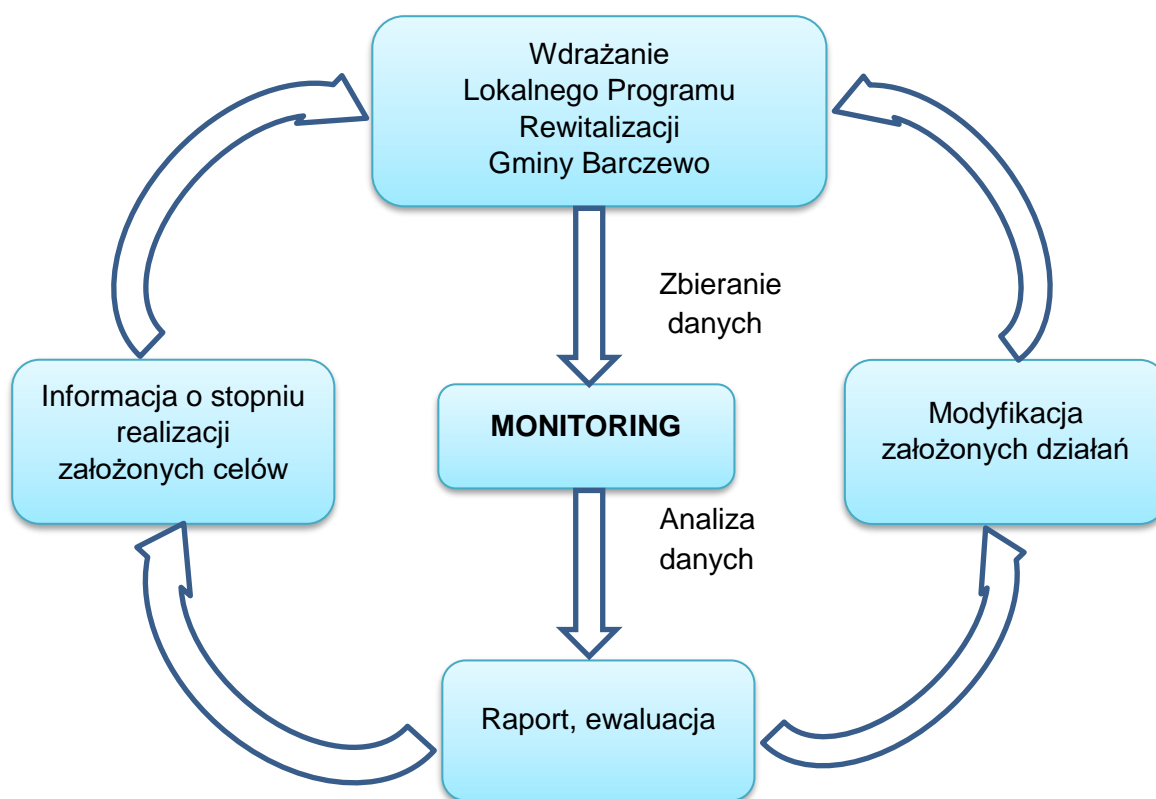 Wdrażanie
Lokalnego Programu
Rewitalizacji
Gminy Barczewo
Zbieranie
danych
Informacja o stopniu
realizacji
założonych celów
MONITORING
Modyfikacja
założonych działań
Analiza
danych
Raport, ewaluacja